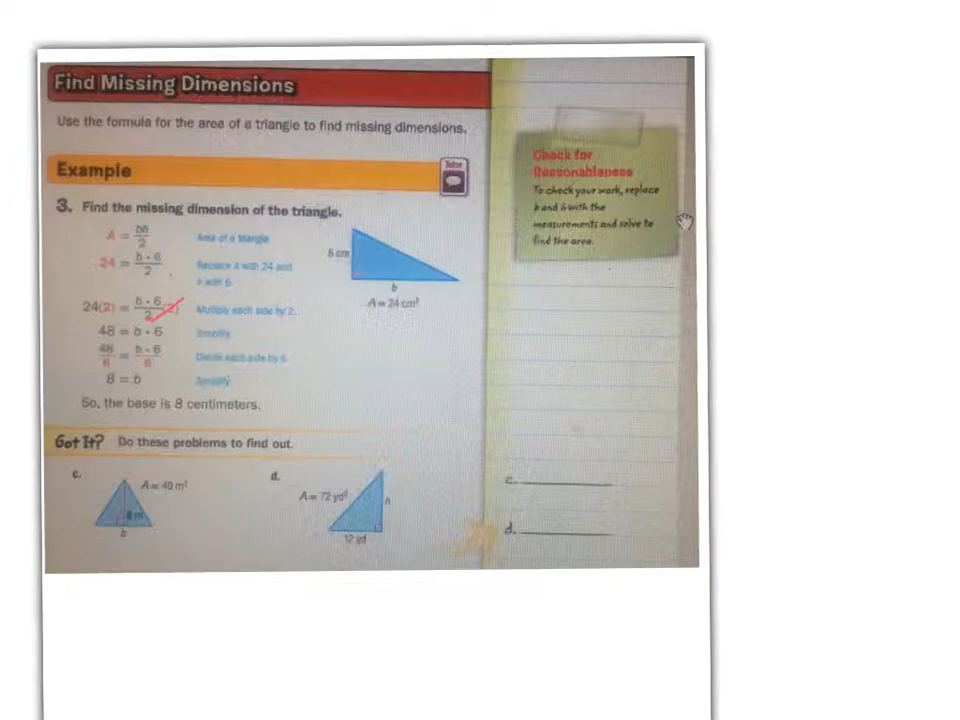 Find Missing Dimensions
Use the formula for the area of a triangle to find missing dimensions.
Example
Tutor
3. Find the missing dimension of the triangle.
A = bh/2
Area of a triangle
24 = b · 6/2
Replace A with 24 and
h with 6.
24(2) = b · 6/2 (2)
Multiply each side by 2.
48 = b · 6
Simplify.
48/6 = b · 6/6
Divide each side by 6.
8 = b
Simplify.
So, the base is 8 centimeters.
6 cm
b
A = 24 cm²
Check for
Reasonableness
To check your work, replace
b and h with the
measurements and solve to
find the area.
Got It? Do these problems to find out.
c.
A = 40 m²
8 m
b
d.
A = 72 yd²
h
12 yd
c.
d.